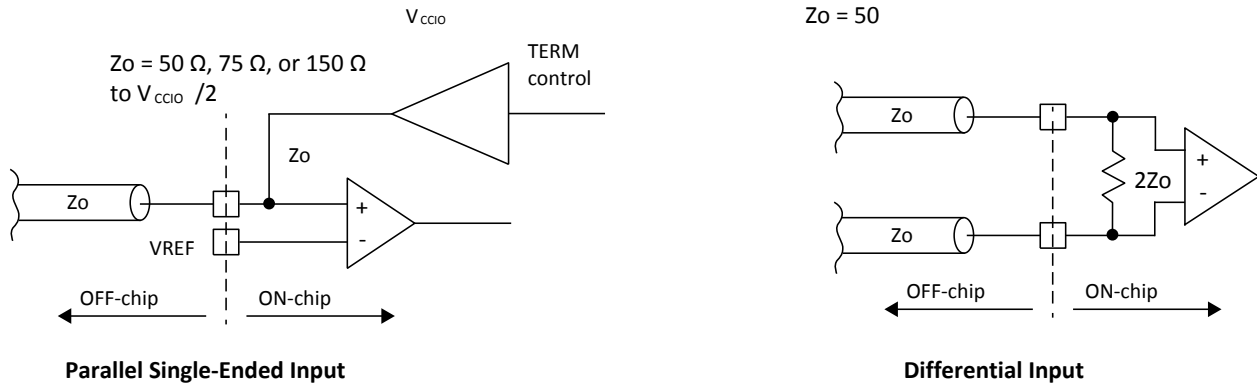 V CCIO
Zo = 50 Ω, 75 Ω, or 150 Ω
to V CCIO /2
TERM
control
Zo
Zo
+
-
VREF
OFF-chip
ON-chip
Parallel Single-Ended Input
Zo = 50
Zo
+
2Zo
-
Zo
OFF-chip
ON-chip
Differential Input